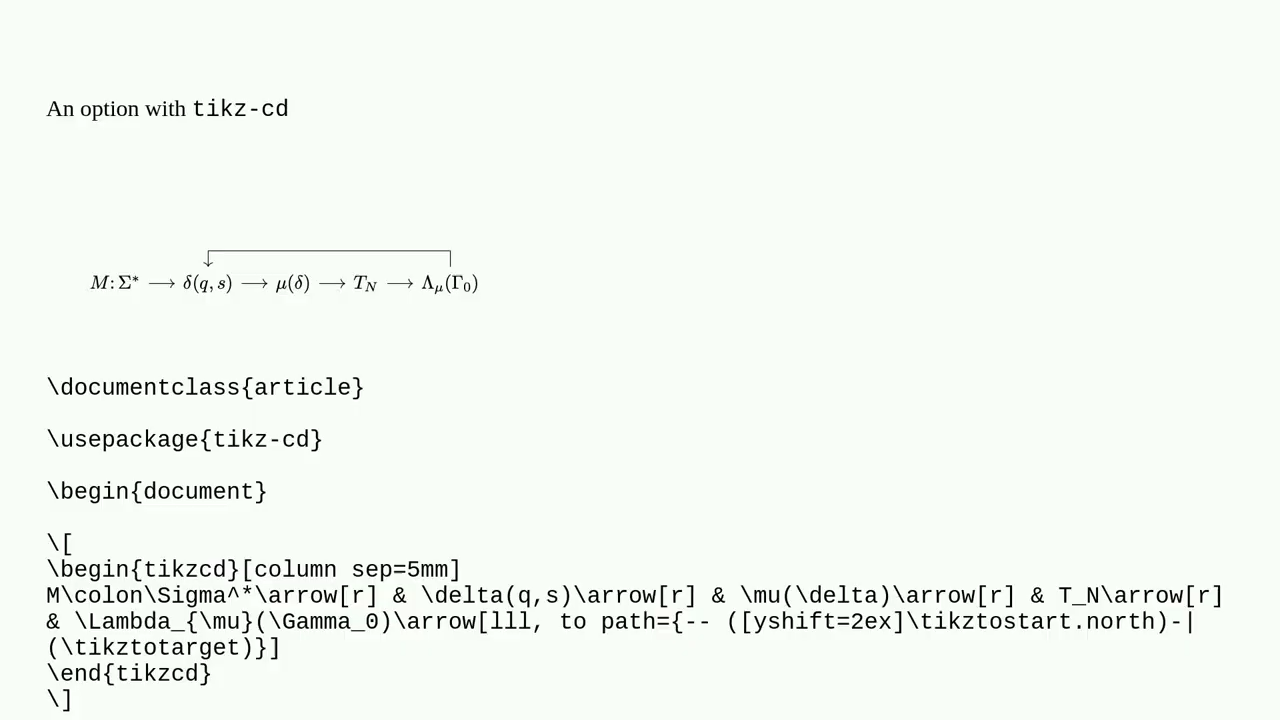 An option with tikz-cd
M: Σ* ⟶ δ(q, s) ⟶ μ(δ) ⟶ T_N ⟶ Λ_μ(Γ_0)
\documentclass{article}
\usepackage{tikz-cd}
\begin{document}
\[
\begin{tikzcd}[column sep=5mm]
M\colon\Sigma^*\arrow[r] & \delta(q,s)\arrow[r] & \mu(\delta)\arrow[r] & T_N\arrow[r]
& \Lambda_{\mu}(\Gamma_0)\arrow[lll, to path={-- ([yshift=2ex]\tikztostart.north)-|
(\tikztotarget)}]
\end{tikzcd}
\]